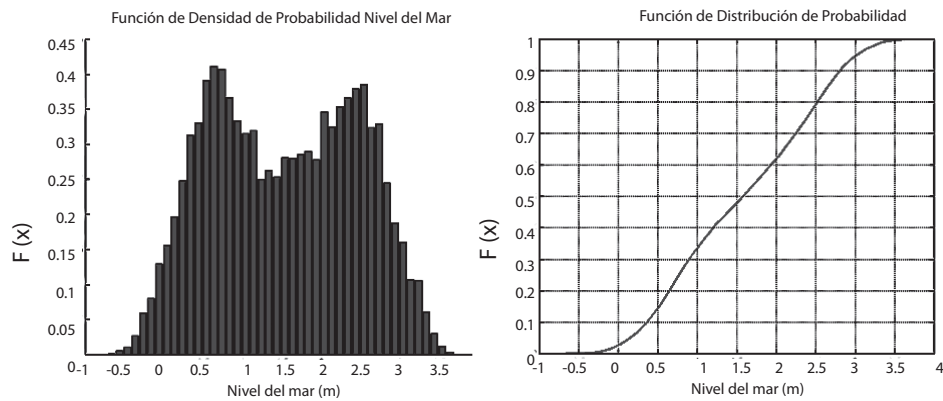 Función de Densidad de Probabilidad Nivel del Mar
0.45
0.4
0.35
0.3
0.25
0.2
0.15
0.1
0.05
0
F (x)
-1 -0.5 0 0.5 1 1.5 2 2.5 3 3.5
Nivel del mar (m)
Función de Distribución de Probabilidad
1
0.9
0.8
0.7
0.6
0.5
0.4
0.3
0.2
0.1
0
F (x)
-1 -0.5 0 0.5 1 1.5 2 2.5 3 3.5 4
Nivel del mar (m)